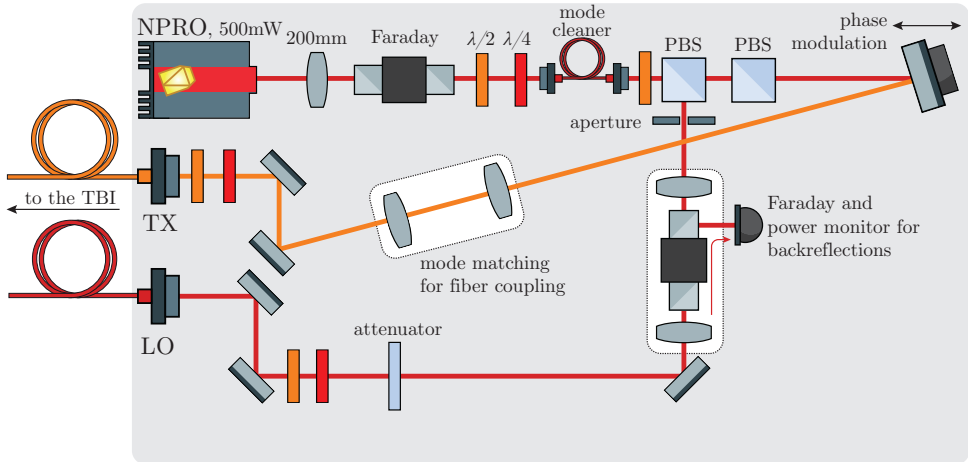 NPRO, 500mW
200mm
Faraday
λ/2 λ/4
mode
cleaner
PBS
PBS
phase
modulation
aperture
to the TBI
TX
Faraday and
power monitor for
backreflections
mode matching
for fiber coupling
attenuator
LO